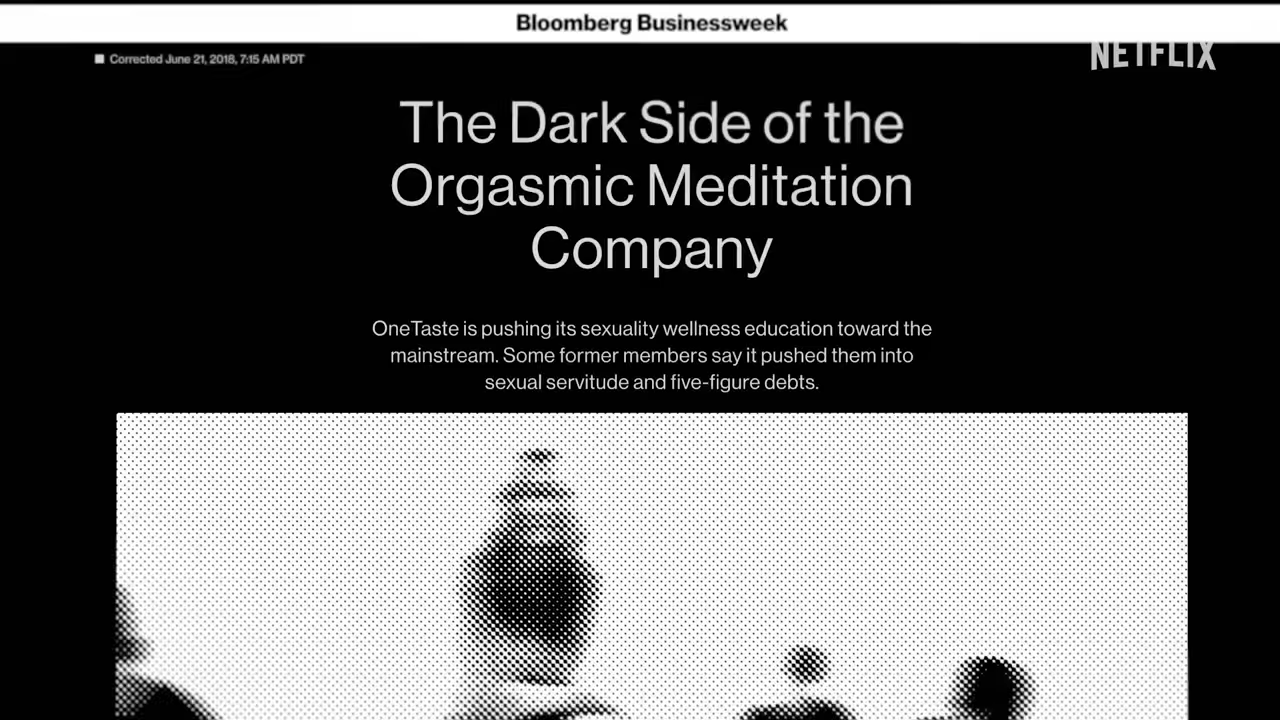 Bloomberg Businessweek
Corrected June 21, 2018, 7:15 AM PDT
NETFLIX
The Dark Side of the
Orgasmic Meditation
Company
OneTaste is pushing its sexuality wellness education toward the
mainstream. Some former members say it pushed them into
sexual servitude and five-figure debts.